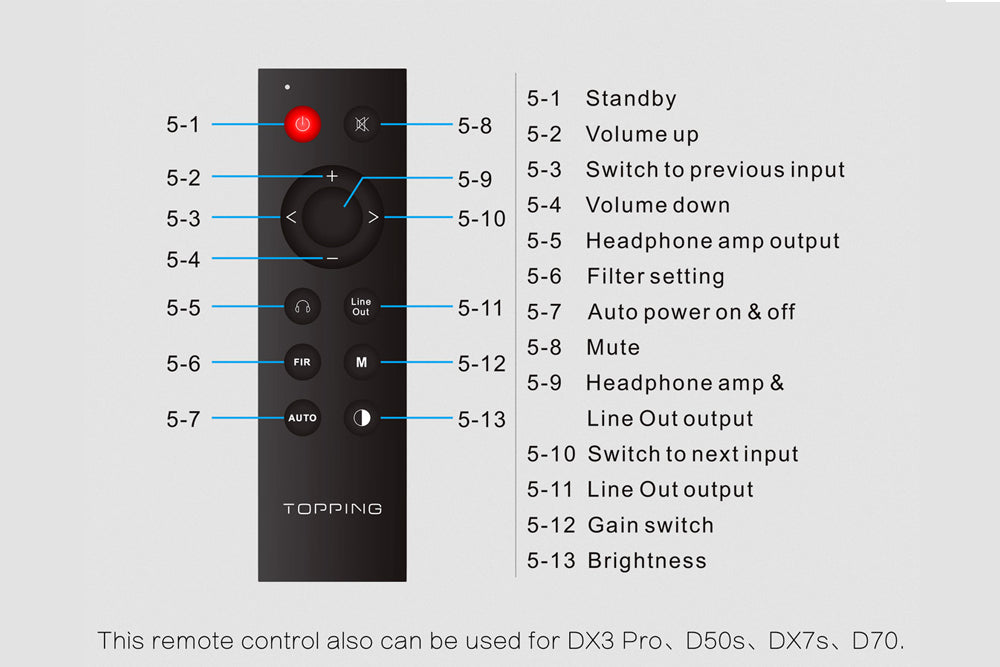 5-1
5-2
5-3
5-4
5-5
5-6
5-7
5-8
5-9
5-10
5-11
5-12
5-13
+
<
>
−
Line
Out
FIR
M
AUTO
TOPPING
5-1 Standby
5-2 Volume up
5-3 Switch to previous input
5-4 Volume down
5-5 Headphone amp output
5-6 Filter setting
5-7 Auto power on & off
5-8 Mute
5-9 Headphone amp &
Line Out output
5-10 Switch to next input
5-11 Line Out output
5-12 Gain switch
5-13 Brightness
This remote control also can be used for DX3 Pro、D50s、DX7s、D70.